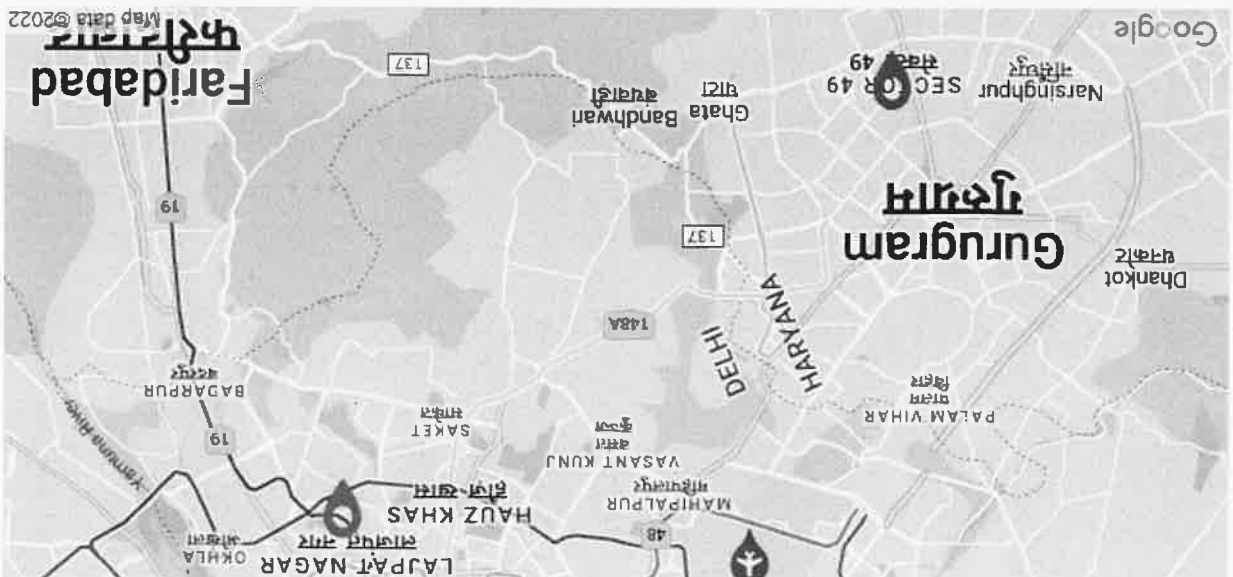 LAJPAT NAGAR
लाजपत नगर
OKHLA
ओखला
48
HAUZ KHAS
हौज़ खास
MAHIPALPUR
महिपालपुर
VASANT KUNJ
वसंत
कुन्ज
SAKET
साकेत
19
Yamuna River
PALAM VIHAR
पालम
विहार
BADARPUR
बदरपुर
DELHI
HARYANA
148A
Dhankot
धनकोट
Gurugram
गुरुग्राम
137
19
Narsinghpur
SECTOR 49
सेक्टर 49
Ghata
घाटा
Bandhwari
बंधवाड़ी
137
Faridabad
फरीदाबाद
Google
Map data ©2022